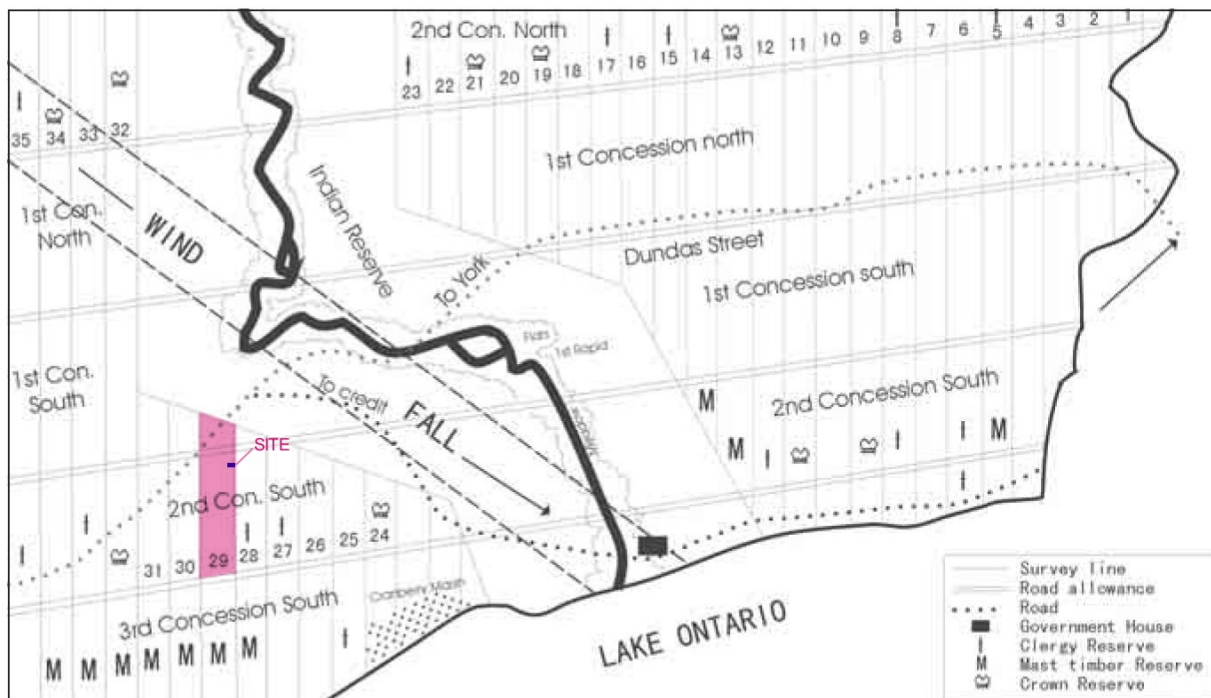 2nd Con. North
23 22 21 20 19 18 17 16 15 14 13 12 11 10 9 8 7 6 5 4 3 2 1
35 34 33 32
1st Concession north
1st Con.
North
WIND
Indian Reserve
To York
Dundas Street
1st Concession south
Flats
1st Rapid
1st Con.
South
To credit
FALL
M
2nd Concession South
M
M
SITE
2nd Con. South
31 30 29 28 27 26 25 24
Cranberry Marsh
3rd Concession South
M M M M M M M
LAKE ONTARIO
Survey line
Road allowance
Road
Government House
Clergy Reserve
M Mast timber Reserve
Crown Reserve